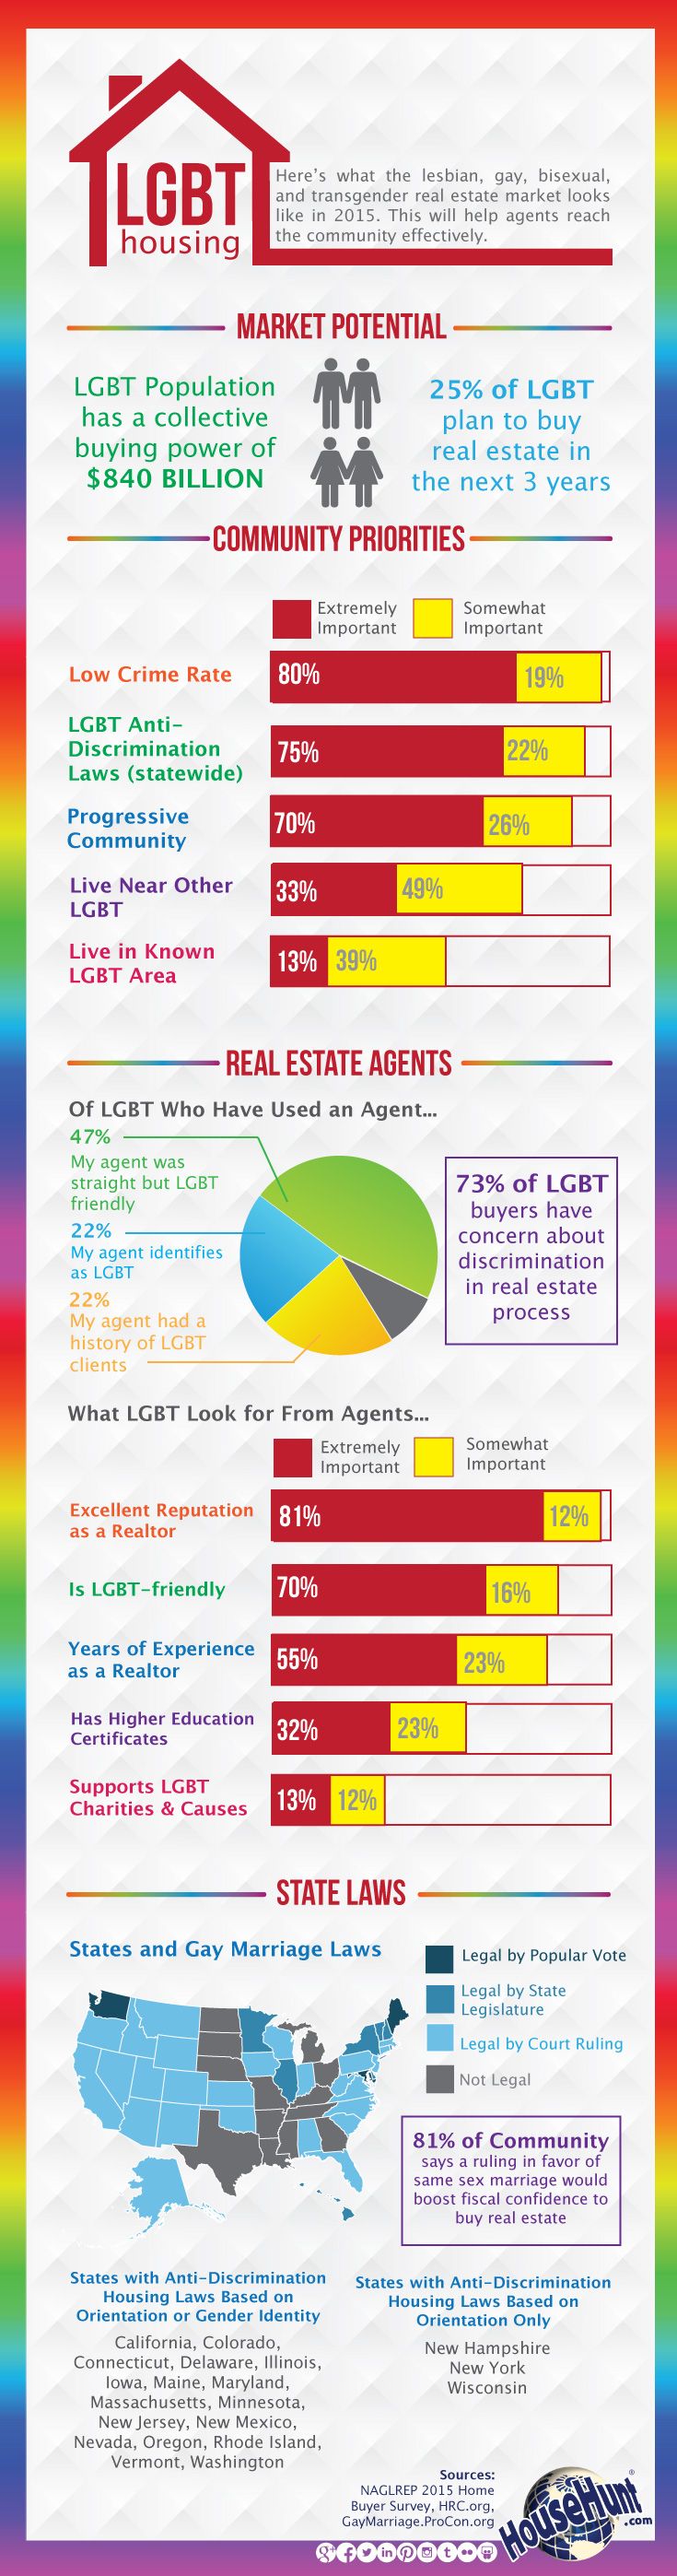 LGBT
housing
Here's what the lesbian, gay, bisexual,
and transgender real estate market looks
like in 2015. This will help agents reach
the community effectively.
MARKET POTENTIAL
LGBT Population
has a collective
buying power of
$840 BILLION
25% of LGBT
plan to buy
real estate in
the next 3 years
COMMUNITY PRIORITIES
Extremely
Important
Somewhat
Important
Low Crime Rate
80%
19%
LGBT Anti-
Discrimination
Laws (statewide)
75%
22%
Progressive
Community
70%
26%
Live Near Other
LGBT
33%
49%
Live in Known
LGBT Area
13%
39%
REAL ESTATE AGENTS
Of LGBT Who Have Used an Agent...
47%
My agent was
straight but LGBT
friendly
22%
My agent identifies
as LGBT
22%
My agent had a
history of LGBT
clients
73% of LGBT
buyers have
concern about
discrimination
in real estate
process
What LGBT Look for From Agents...
Extremely
Important
Somewhat
Important
Excellent Reputation
as a Realtor
81%
12%
Is LGBT-friendly
70%
16%
Years of Experience
as a Realtor
55%
23%
Has Higher Education
Certificates
32%
23%
Supports LGBT
Charities & Causes
13%
12%
STATE LAWS
States and Gay Marriage Laws
Legal by Popular Vote
Legal by State
Legislature
Legal by Court Ruling
Not Legal
81% of Community
says a ruling in favor of
same sex marriage would
boost fiscal confidence to
buy real estate
States with Anti-Discrimination
Housing Laws Based on
Orientation or Gender Identity
California, Colorado,
Connecticut, Delaware, Illinois,
Iowa, Maine, Maryland,
Massachusetts, Minnesota,
New Jersey, New Mexico,
Nevada, Oregon, Rhode Island,
Vermont, Washington
States with Anti-Discrimination
Housing Laws Based on
Orientation Only
New Hampshire
New York
Wisconsin
Sources:
NAGLREP 2015 Home
Buyer Survey, HRC.org,
GayMarriage.ProCon.org
HouseHunt®
.com